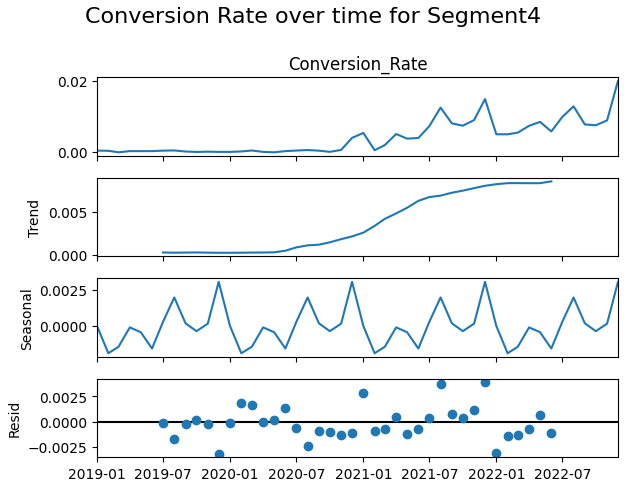 Conversion Rate over time for Segment4
Conversion_Rate
0.02
0.00
Trend
0.005
0.000
Seasonal
0.0025
0.0000
Resid
0.0025
0.0000
−0.0025
2019-01 2019-07 2020-01 2020-07 2021-01 2021-07 2022-01 2022-07